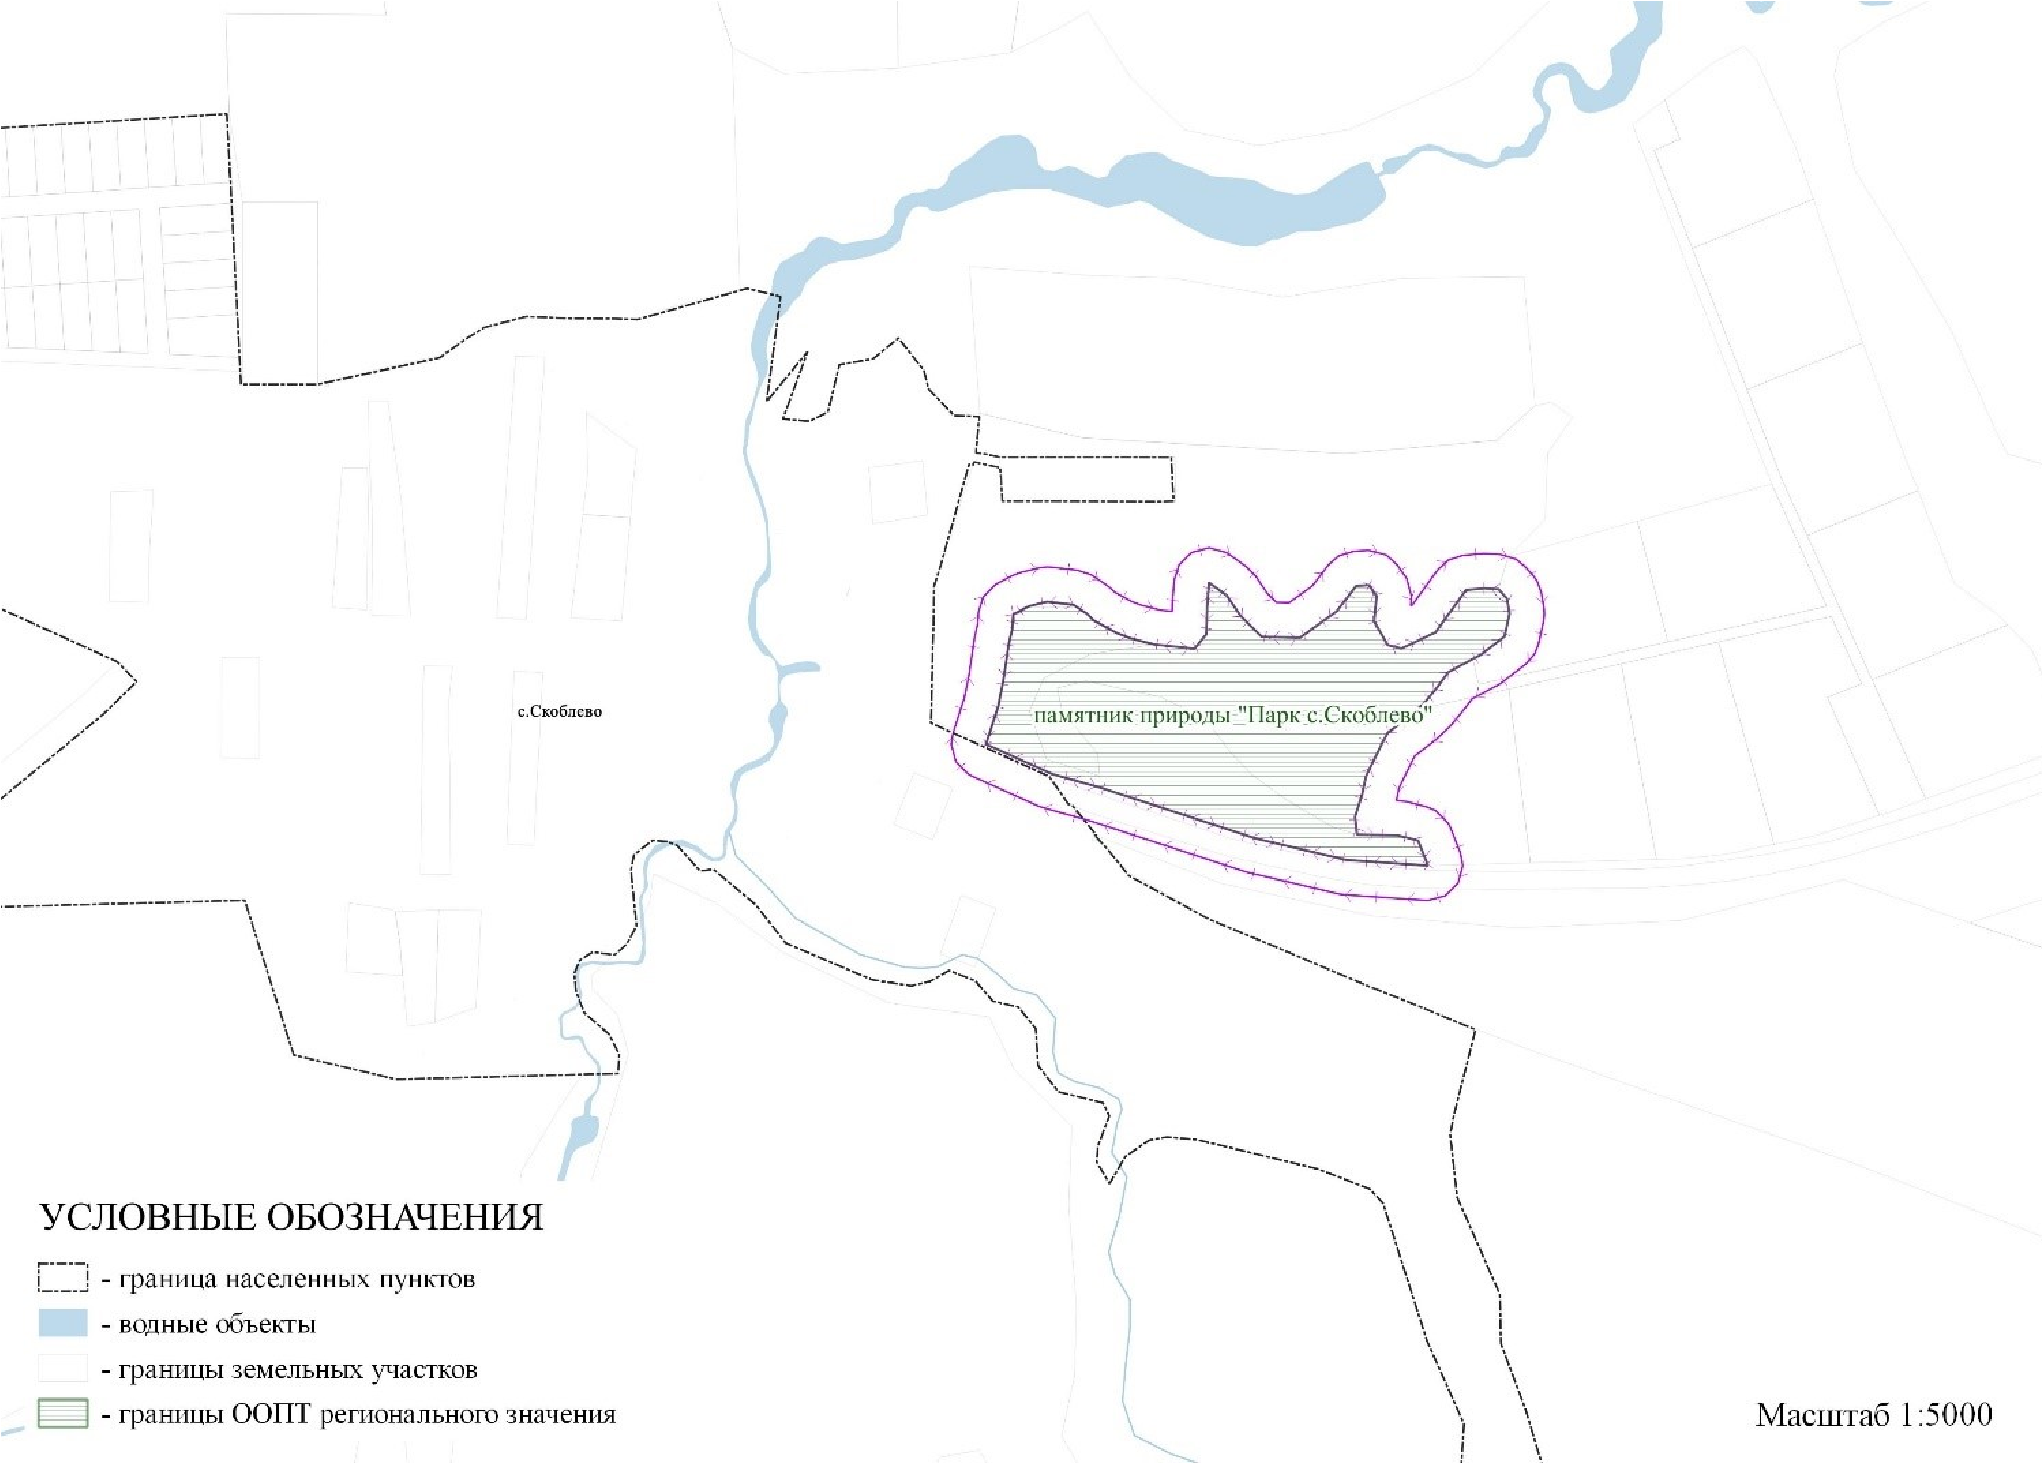 с.Скоблево
памятник природы "Парк с.Скоблево"
УСЛОВНЫЕ ОБОЗНАЧЕНИЯ
- граница населенных пунктов
- водные объекты
- границы земельных участков
- границы ООПТ регионального значения
Масштаб 1:5000